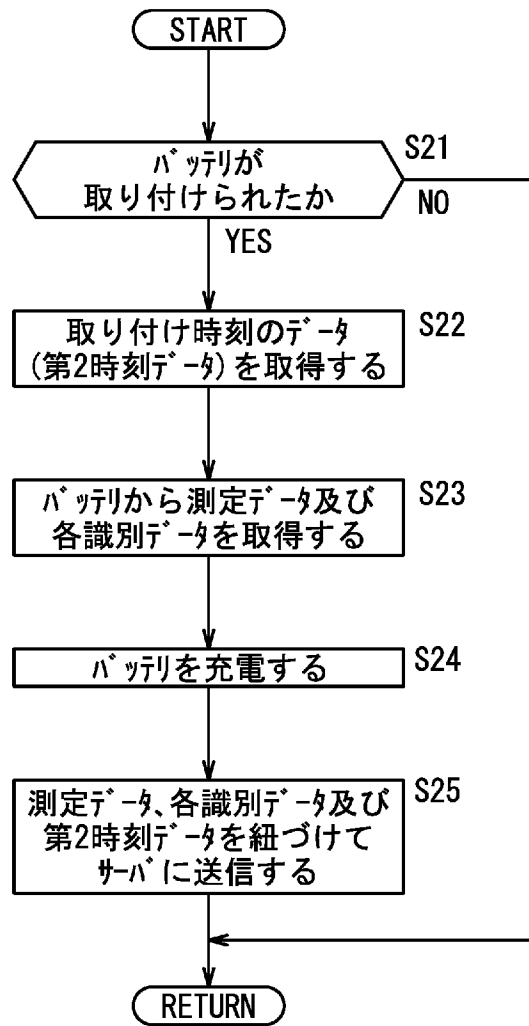 START
バッテリが
取り付けられたか
S21
NO
YES
取り付け時刻のデータ
(第2時刻データ)を取得する
S22
バッテリから測定データ及び
各識別データを取得する
S23
バッテリを充電する
S24
測定データ、各識別データ及び
第2時刻データを紐づけて
サーバに送信する
S25
RETURN